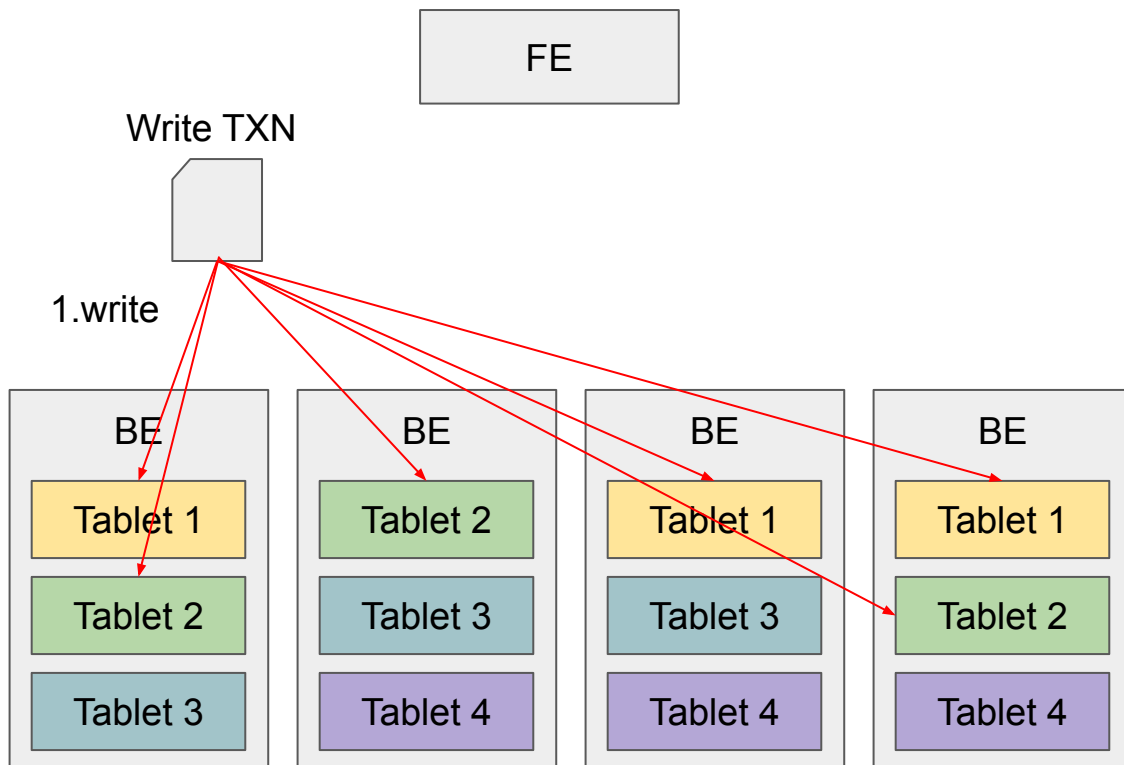 FE
Write TXN
1.write
BE
BE
BE
BE
Tablet 1
Tablet 2
Tablet 1
Tablet 1
Tablet 2
Tablet 3
Tablet 3
Tablet 2
Tablet 3
Tablet 4
Tablet 4
Tablet 4